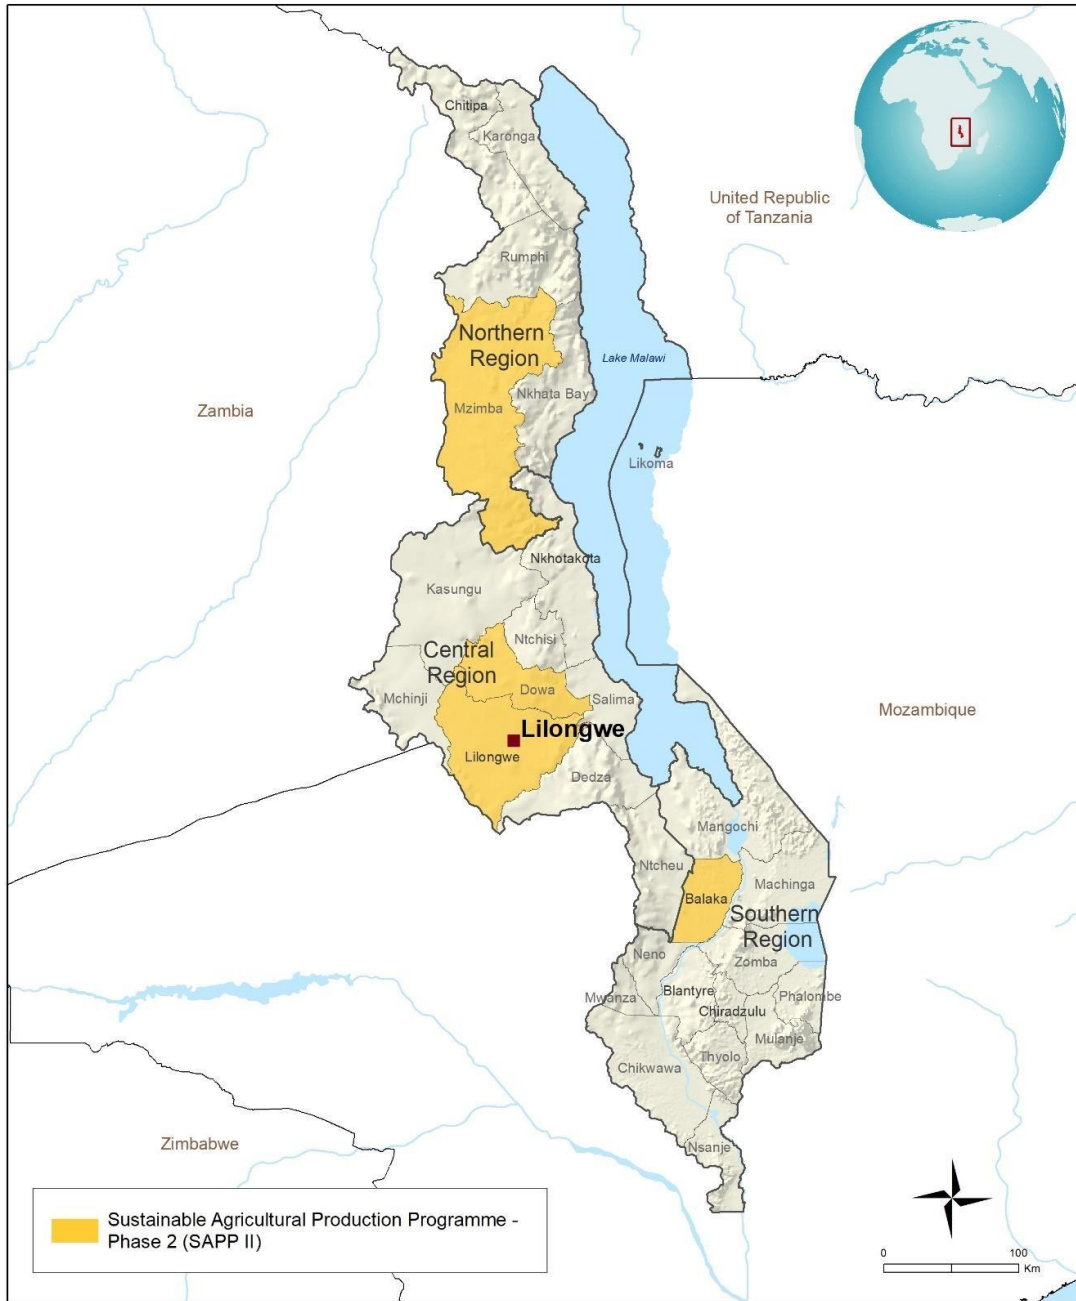 Chitipa
Karonga
United Republic
of Tanzania
Rumphi
Northern
Region
Lake Malawi
Nkhata Bay
Mzimba
Zambia
Likoma
Nkhotakota
Kasungu
Ntchisi
Central
Region
Dowa
Mchinji
Salima
Mozambique
Lilongwe
Lilongwe
Dedza
Mangochi
Ntcheu
Machinga
Balaka
Southern
Region
Neno
Zomba
Blantyre
Mwanza
Phalombe
Chiradzulu
Mulanje
Thyolo
Chikwawa
Zimbabwe
Nsanje
Sustainable Agricultural Production Programme -
Phase 2 (SAPP II)
0 100
Km